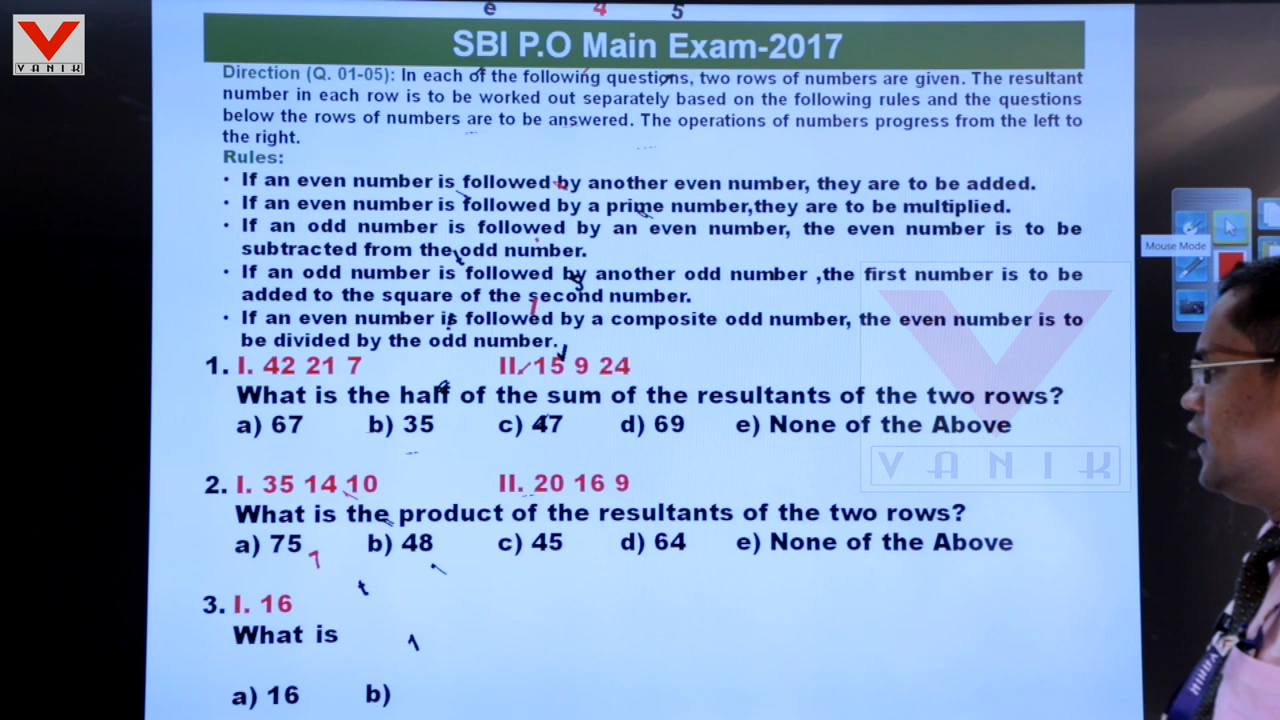 e 4 5
VANIK
SBI P.O Main Exam-2017
Direction (Q. 01-05): In each of the following questions, two rows of numbers are given. The resultant
number in each row is to be worked out separately based on the following rules and the questions
below the rows of numbers are to be answered. The operations of numbers progress from the left to
the right.
Rules:
• If an even number is followed by another even number, they are to be added.
• If an even number is followed by a prime number,they are to be multiplied.
• If an odd number is followed by an even number, the even number is to be
subtracted from the odd number.
• If an odd number is followed by another odd number ,the first number is to be
added to the square of the second number.
• If an even number is followed by a composite odd number, the even number is to
be divided by the odd number.
Mouse Mode
1. I. 42 21 7 II. 15 9 24
What is the half of the sum of the resultants of the two rows?
a) 67 b) 35 c) 47 d) 69 e) None of the Above
VANIK
2. I. 35 14 10 II. 20 16 9
What is the product of the resultants of the two rows?
a) 75 b) 48 c) 45 d) 64 e) None of the Above
3. I. 16
What is
a) 16 b)
VANIK